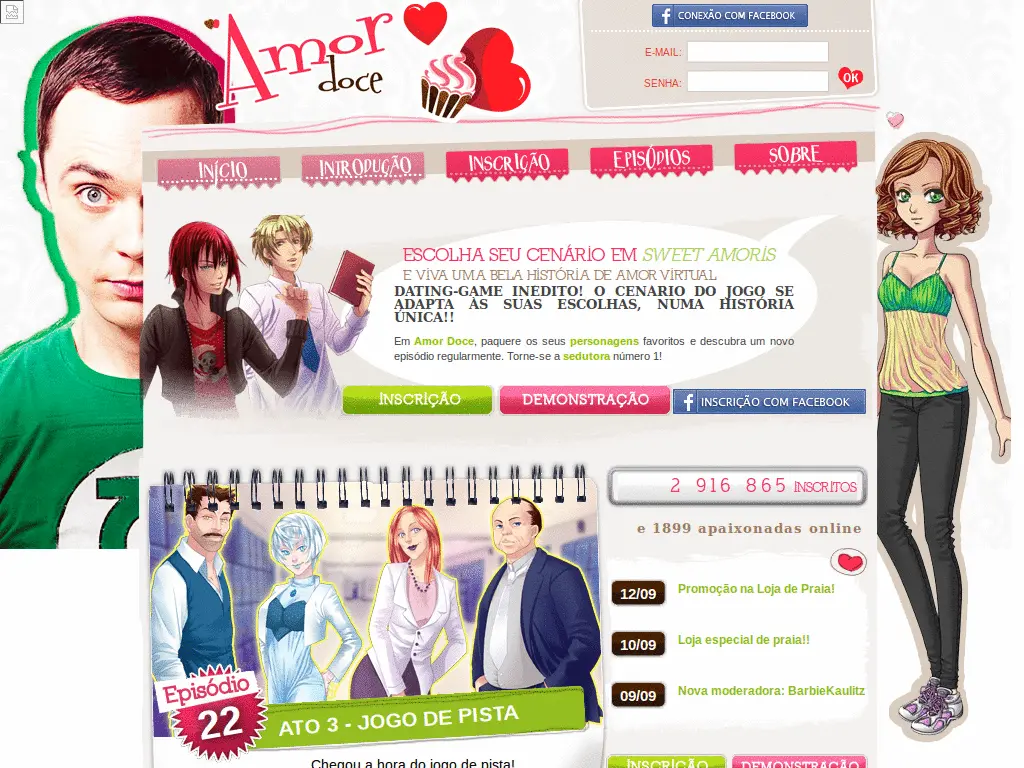 Amor
doce
CONEXÃO COM FACEBOOK
E-MAIL:
SENHA:
OK
INÍCIO
INTRODUÇÃO
INSCRIÇÃO
EPISÓDIOS
SOBRE
ESCOLHA SEU CENÁRIO EM SWEET AMORIS
E VIVA UMA BELA HISTÓRIA DE AMOR VIRTUAL
DATING-GAME INEDITO! O CENARIO DO JOGO SE
ADAPTA ÀS SUAS ESCOLHAS, NUMA HISTÓRIA
ÚNICA!!
Em Amor Doce, paquere os seus personagens favoritos e descubra um novo
episódio regularmente. Torne-se a sedutora número 1!
INSCRIÇÃO
DEMONSTRAÇÃO
INSCRIÇÃO COM FACEBOOK
2 916 865 INSCRITOS
e 1899 apaixonadas online
12/09 Promoção na Loja de Praia!
10/09 Loja especial de praia!!
09/09 Nova moderadora: BarbieKaulitz
Episódio
22
ATO 3 - JOGO DE PISTA
Chegou a hora do jogo de pista!
INSCRIÇÃO
DEMONSTRAÇÃO